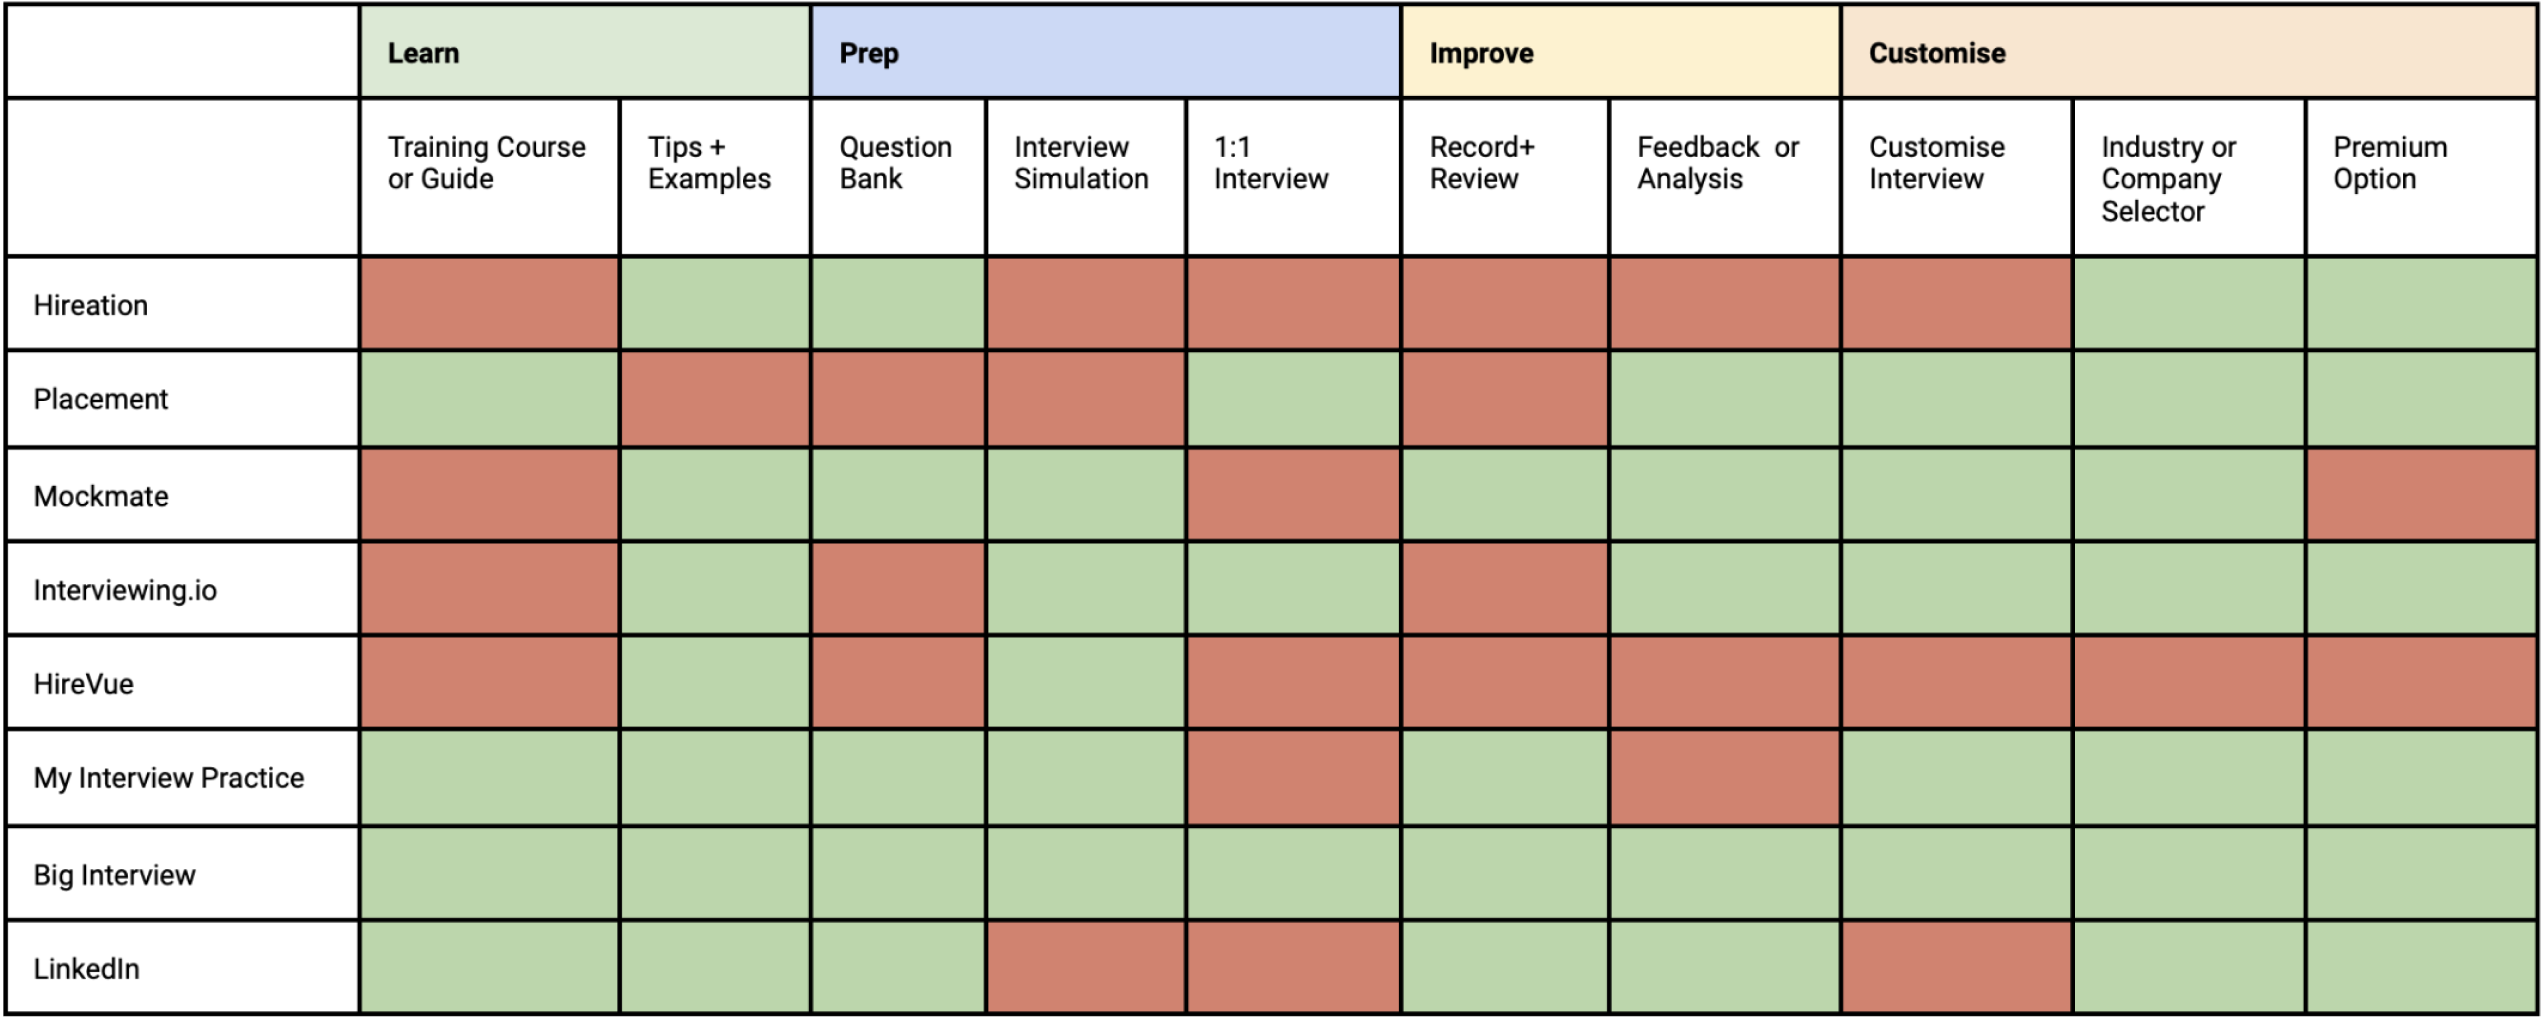 Learn
Prep
Improve
Customise
Training Course
or Guide
Tips +
Examples
Question
Bank
Interview
Simulation
1:1
Interview
Record+
Review
Feedback or
Analysis
Customise
Interview
Industry or
Company
Selector
Premium
Option
Hireation
Placement
Mockmate
Interviewing.io
HireVue
My Interview Practice
Big Interview
LinkedIn